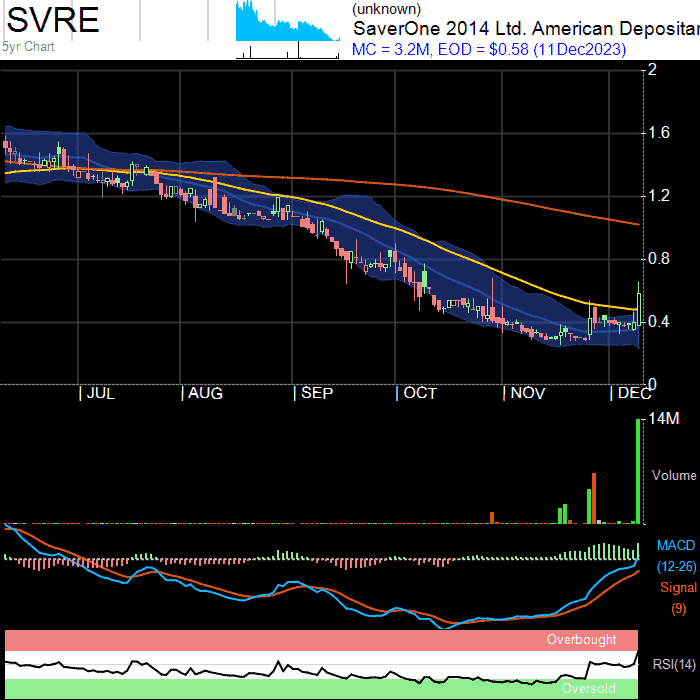 SVRE
5yr Chart
(unknown)
SaverOne 2014 Ltd. American Depositar
MC = 3.2M, EOD = $0.58 (11Dec2023)
2
1.6
1.2
0.8
0.4
0
| JUL | AUG | SEP | OCT | NOV | DEC
14M
Volume
MACD
(12-26)
Signal
(9)
Overbought
RSI(14)
Oversold